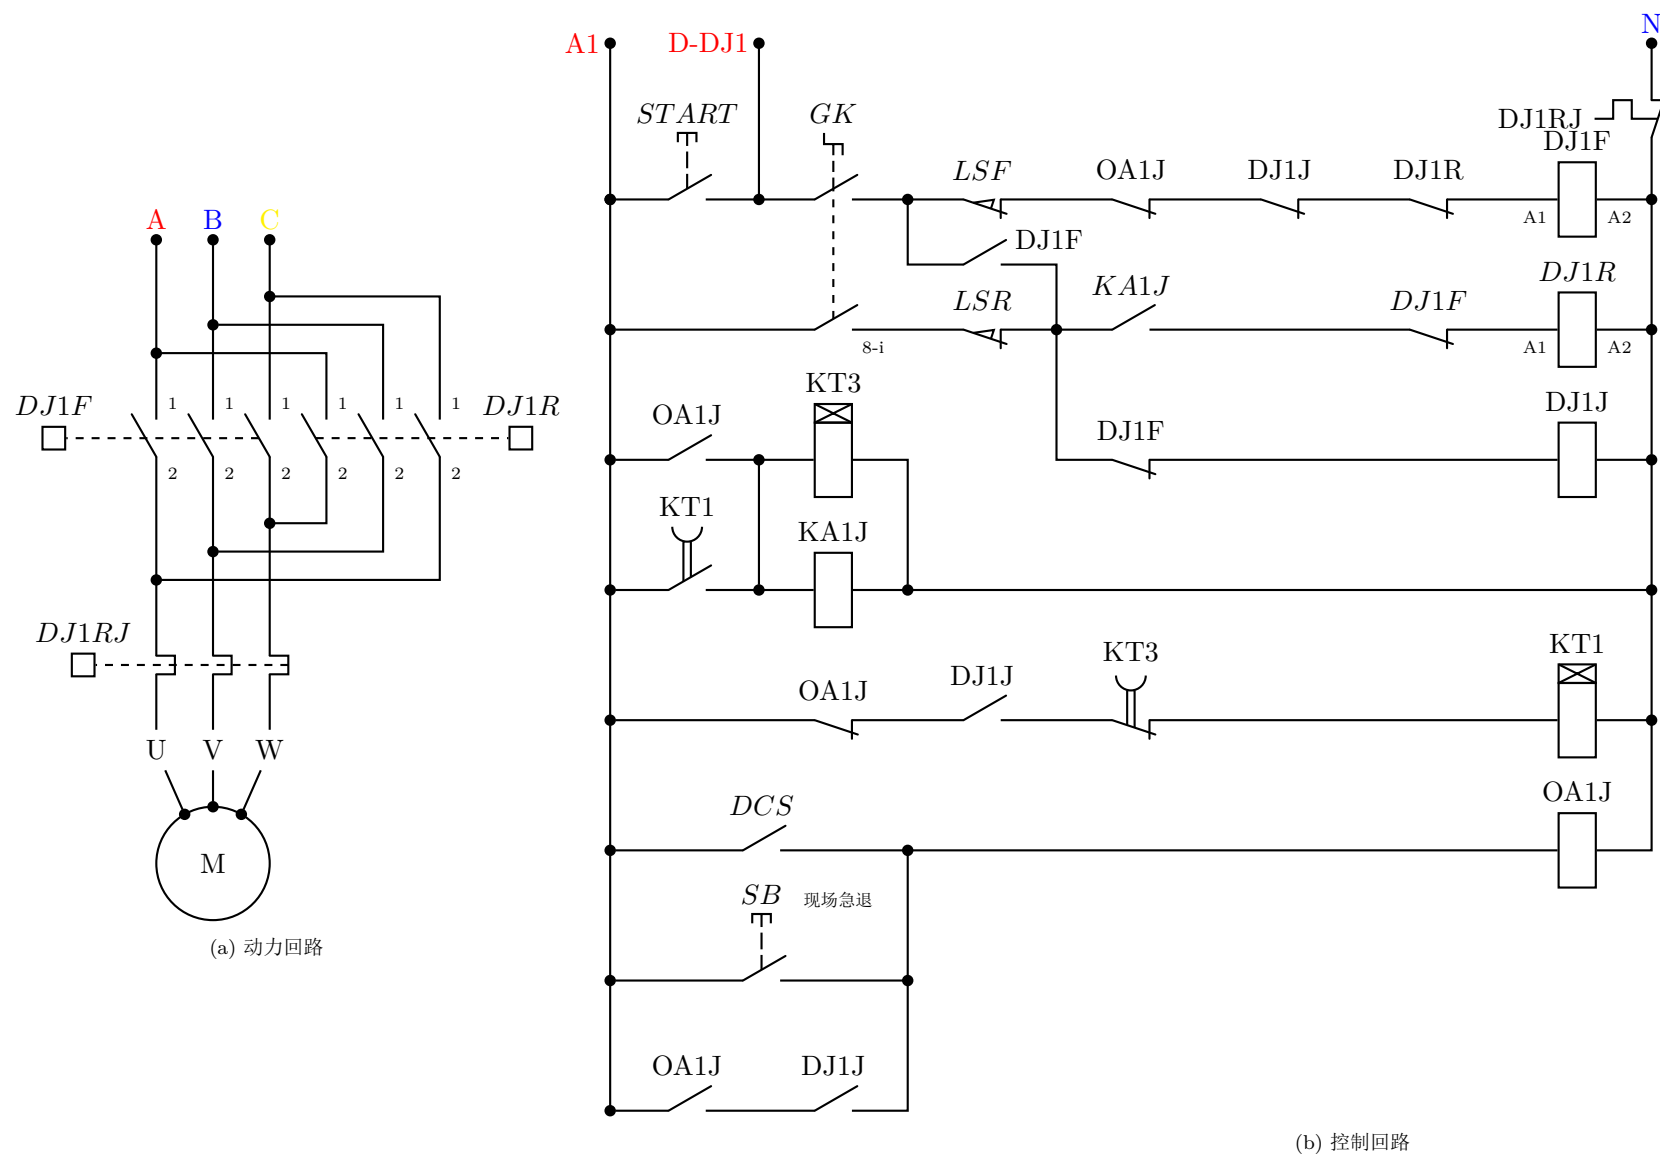 A B C
DJ1F 1 1 1 1 1 1 DJ1R
2 2 2 2 2 2
DJ1RJ
U V W
M
(a) 动力回路
A1 D-DJ1 N
START GK DJ1RJ
LSF OA1J DJ1J DJ1R DJ1F
A1 A2
DJ1F
LSR KA1J DJ1F DJ1R
8-i A1 A2
OA1J KT3 DJ1F DJ1J
KT1 KA1J
OA1J DJ1J KT3 KT1
DCS OA1J
SB 现场急退
OA1J DJ1J
(b) 控制回路